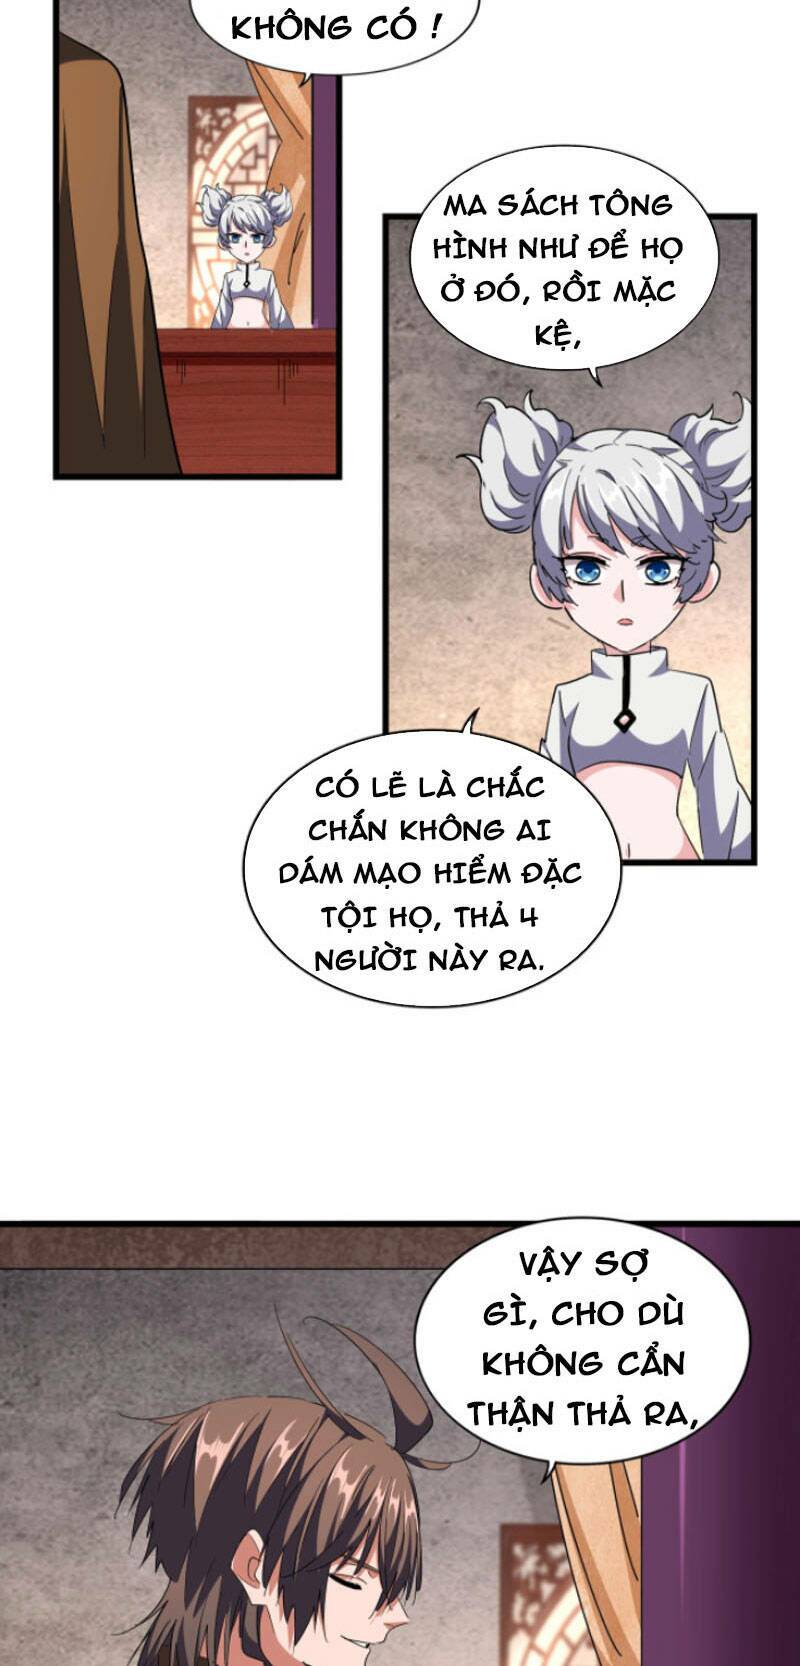 KHÔNG CÓ !
MA SÁCH TÔNG
HÌNH NHƯ ĐỂ HỌ
Ở ĐÓ, RỒI MẶC
KỆ,
CÓ LẼ LÀ CHẮC
CHẮN KHÔNG AI
DÁM MẠO HIỂM ĐẶC
TỘI HỌ, THẢ 4
NGƯỜI NÀY RA.
VẬY SỢ
GÌ, CHO DÙ
KHÔNG CẨN
THẬN THẢ RA,